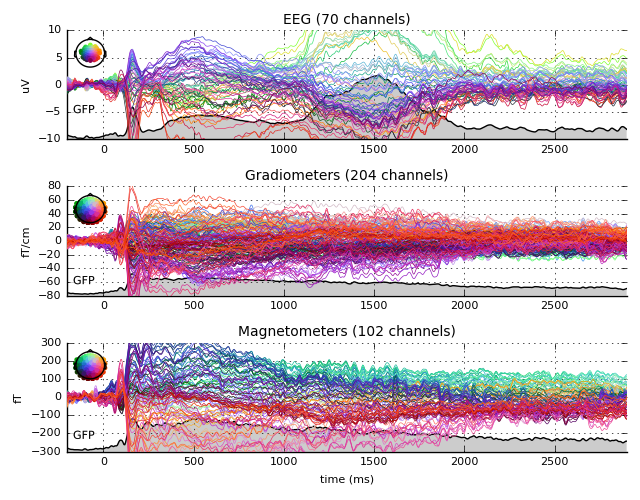 EEG (70 channels)
10
5
0
−5
−10
uV
GFP
0 500 1000 1500 2000 2500
Gradiometers (204 channels)
80
60
40
20
0
−20
−40
−60
−80
fT/cm
GFP
0 500 1000 1500 2000 2500
Magnetometers (102 channels)
300
200
100
0
−100
−200
−300
fT
GFP
0 500 1000 1500 2000 2500
time (ms)